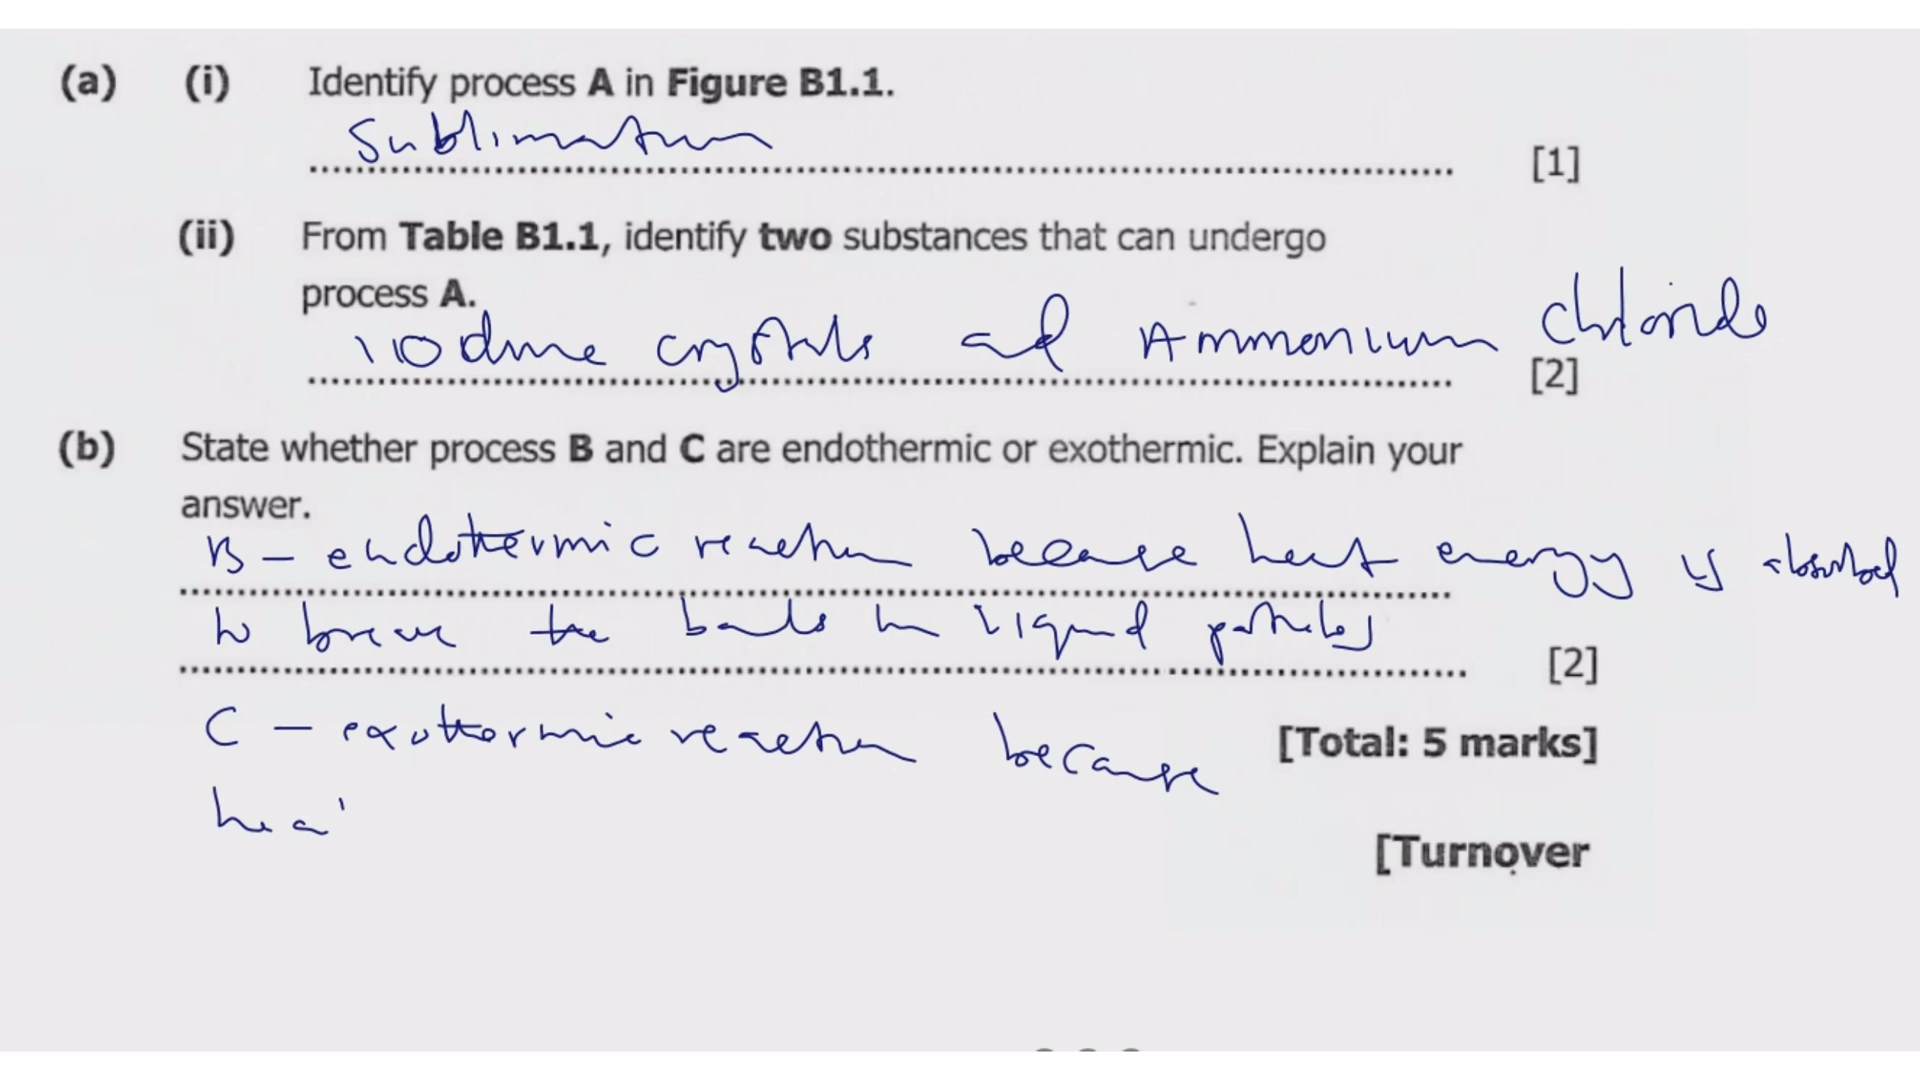 (a) (i) Identify process A in Figure B1.1.
Sublimation
[1]
(ii) From Table B1.1, identify two substances that can undergo
process A.
iodine crystals and Ammonium chloride
[2]
(b) State whether process B and C are endothermic or exothermic. Explain your
answer.
B – endothermic reaction because heat energy is absorbed
to break the bonds in liquid particles
[2]
C – exothermic reaction because
[Total: 5 marks]
hea
[Turnover